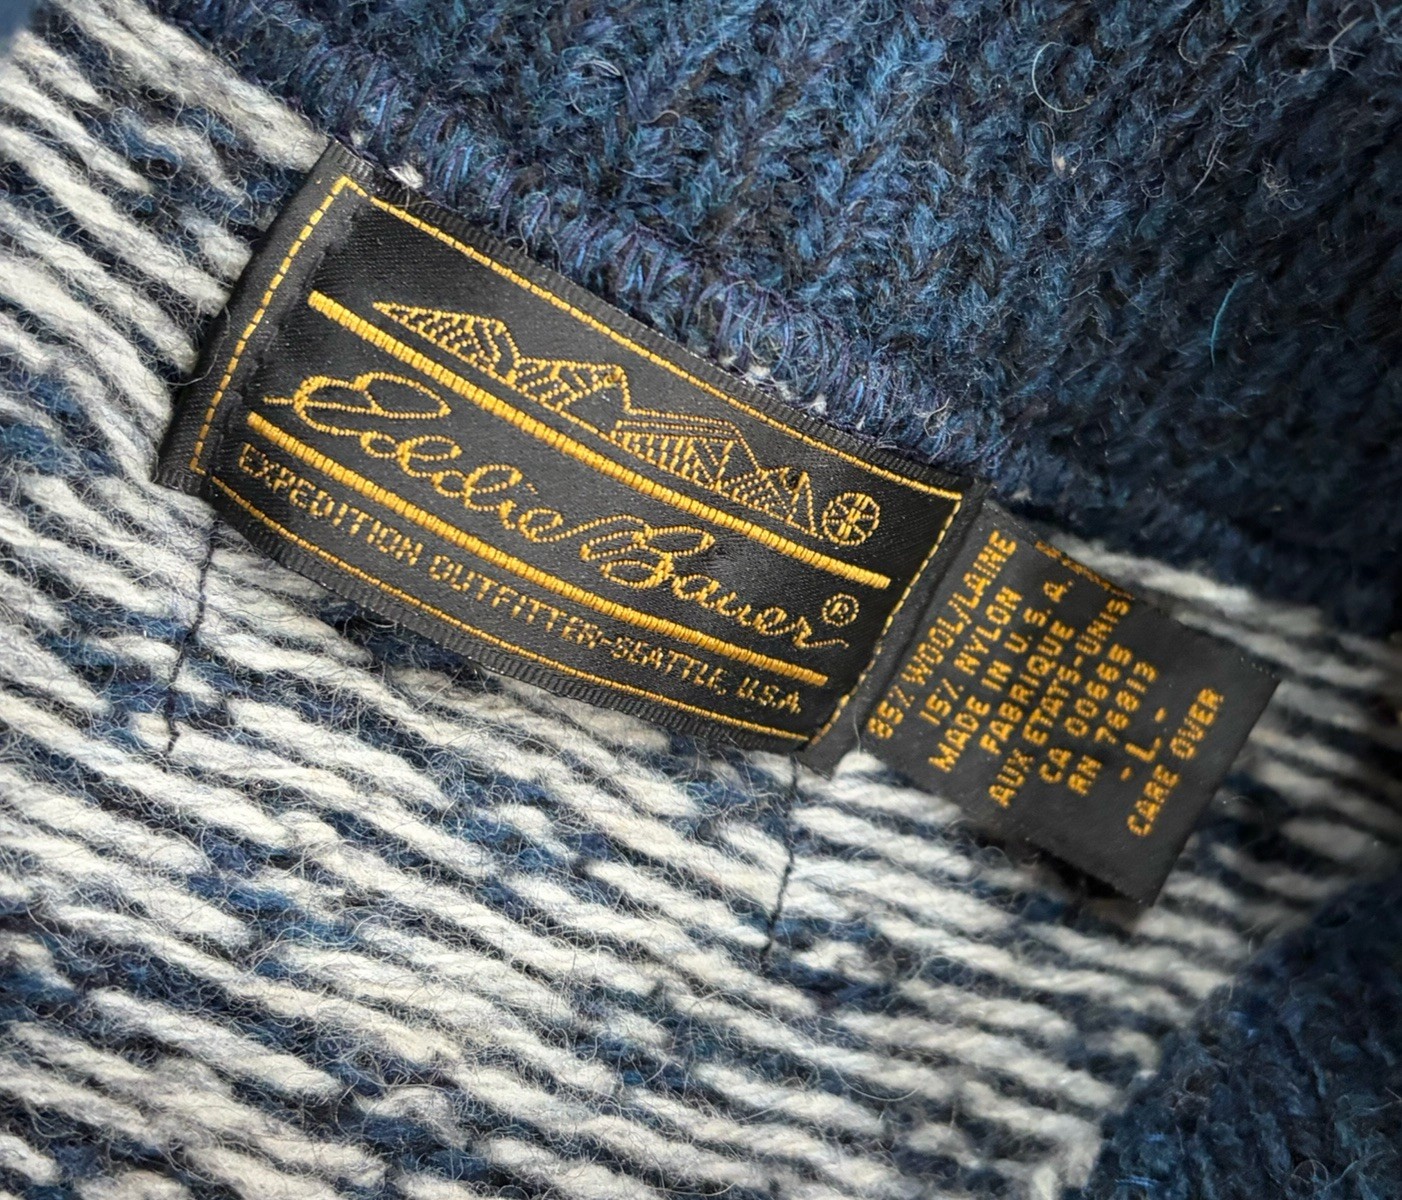 Eddie Bauer®
EXPEDITION OUTFITTER-SEATTLE, U.S.A.
85% WOOL/LAINE
15% NYLON
MADE IN U.S.A.
FABRIQUE
AUX ETATS-UNIS
CA 00665
RN 78813
-L-
CARE OVER